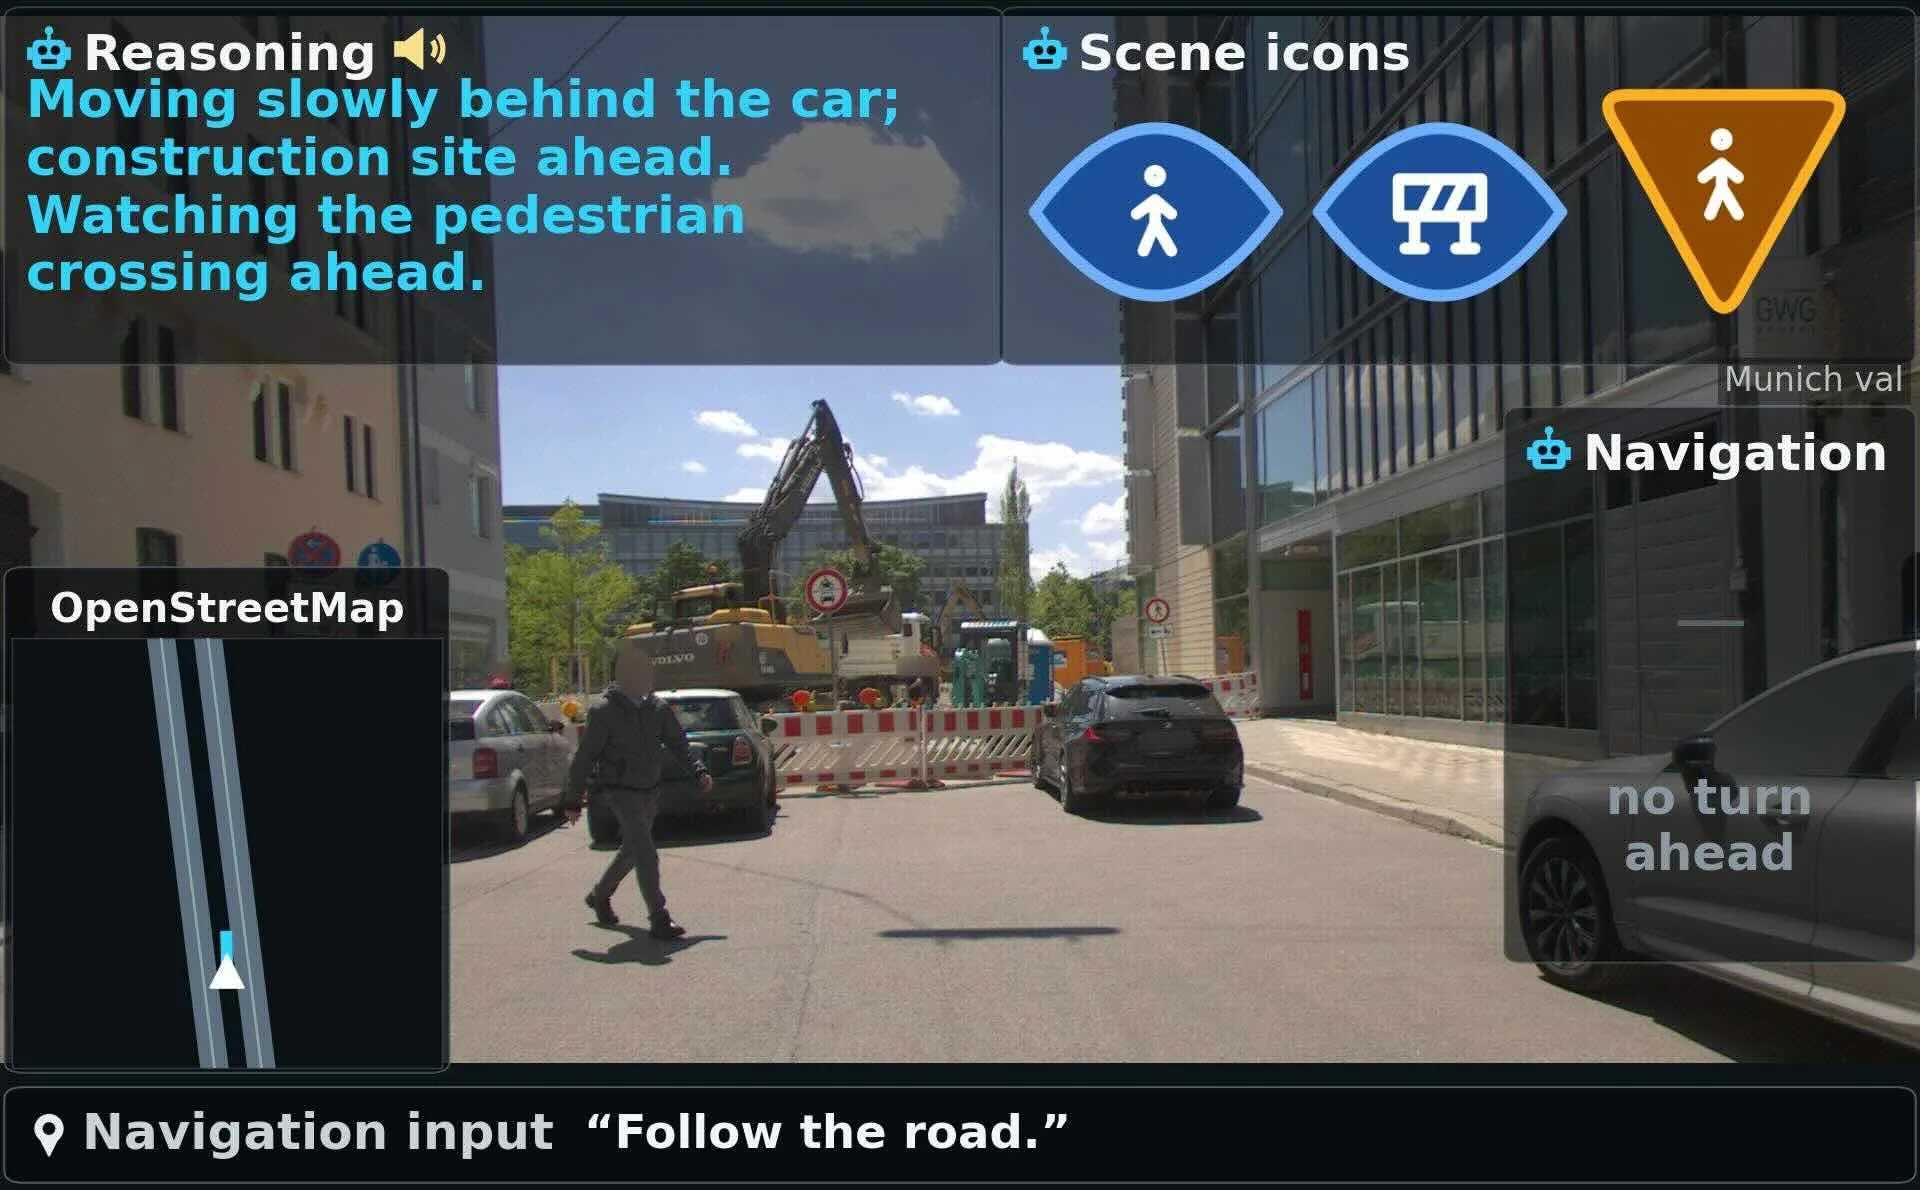 Reasoning
Moving slowly behind the car;
construction site ahead.
Watching the pedestrian
crossing ahead.
Scene icons
GWG
Munich val
Navigation
no turn
ahead
OpenStreetMap
VOLVO
Navigation input “Follow the road.”